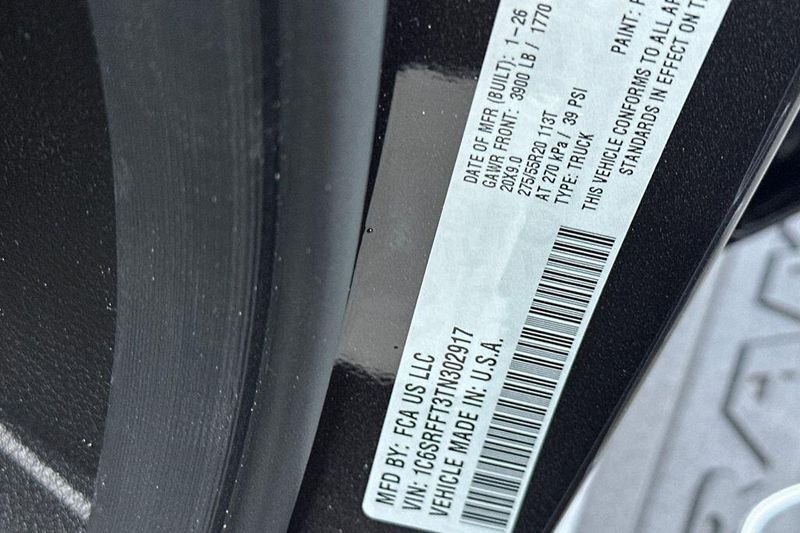 MFD BY: FCA US LLC
DATE OF MFR (BUILT): 1-26
GAWR FRONT: 3900 LB / 1770
20X9.0
275/55R20 113T
AT 270 kPa / 39 PSI
VIN: 1C6SRFFT3TN302917
TYPE: TRUCK
VEHICLE MADE IN: U.S.A.
PAINT:
THIS VEHICLE CONFORMS TO ALL
STANDARDS IN EFFECT ON